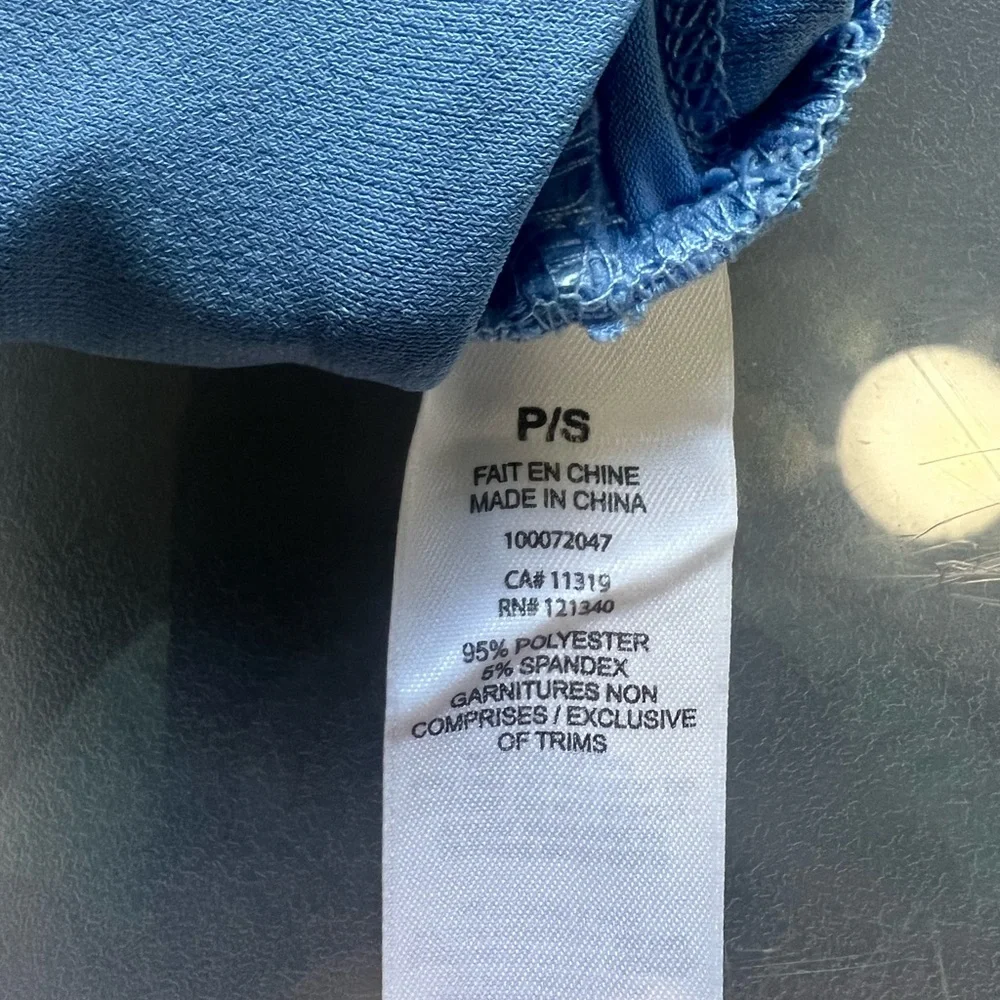 P/S
FAIT EN CHINE
MADE IN CHINA
100072047
CA# 11319
RN# 121340
95% POLYESTER
5% SPANDEX
GARNITURES NON
COMPRISES / EXCLUSIVE
OF TRIMS